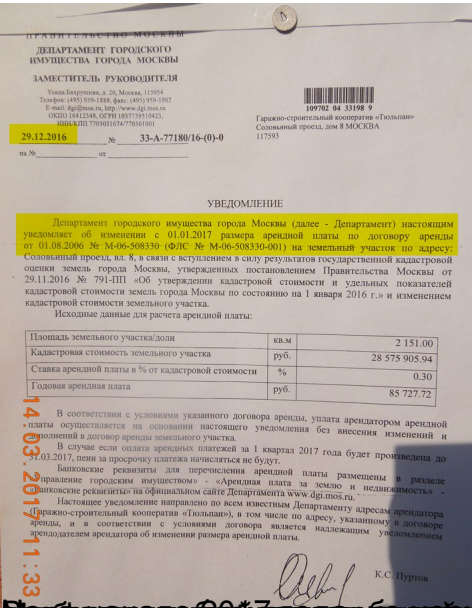 ПРАВИТЕЛЬСТВО МОСКВЫ
ДЕПАРТАМЕНТ ГОРОДСКОГО
ИМУЩЕСТВА ГОРОДА МОСКВЫ
ЗАМЕСТИТЕЛЬ РУКОВОДИТЕЛЯ
Улица Бахрушина, д. 20, Москва, 115054
Телефон: (495) 959-1888, факс: (495) 959-1982
E-mail: dgi@mos.ru, http://www.dgi.mos.ru
ОКПО 16412348, ОГРН 1037739510423,
ИНН/КПП 7705031674/770501001
29.12.2016 № 33-А-77180/16-(0)-0
на № от
109702 04 33198 9
Гаражно-строительный кооператив «Тюльпан»
Соловьиный проезд, дом 8 МОСКВА
117593
УВЕДОМЛЕНИЕ
Департамент городского имущества города Москвы (далее - Департамент) настоящим
уведомляет об изменении с 01.01.2017 размера арендной платы по договору аренды
от 01.08.2006 № М-06-508330 (ФЛС № М-06-508330-001) на земельный участок по адресу:
Соловьиный проезд, вл. 8, в связи с вступлением в силу результатов государственной кадастровой
оценки земель города Москвы, утвержденных постановлением Правительства Москвы от
29.11.2016 № 791-ПП «Об утверждении кадастровой стоимости и удельных показателей
кадастровой стоимости земель города Москвы по состоянию на 1 января 2016 г.» и изменением
кадастровой стоимости земельного участка.
Исходные данные для расчета арендной платы:
Площадь земельного участка/доли кв.м 2 151.00
Кадастровая стоимость земельного участка руб. 28 575 905.94
Ставка арендной платы в % от кадастровой стоимости % 0.30
Годовая арендная плата руб. 85 727.72
В соответствии с условиями указанного договора аренды, уплата арендатором арендной
платы осуществляется на основании настоящего уведомления без внесения изменений и
дополнений в договор аренды земельного участка.
В случае если оплата арендных платежей за 1 квартал 2017 года будет произведена до
31.03.2017, пени за просрочку платежа начисляться не будут.
Банковские реквизиты для перечисления арендной платы размещены в разделе
«Управление городским имуществом» - «Арендная плата за землю и недвижимость» -
«Банковские реквизиты» на официальном сайте Департамента www.dgi.mos.ru.
Настоящее уведомление направлено по всем известным Департаменту адресам арендатора
(Гаражно-строительный кооператив «Тюльпан»), в том числе по адресу, указанному в договоре
аренды, и в соответствии с условиями договора является надлежащим уведомлением
арендодателем арендатора об изменении размера арендной платы.
К.С. Пуртов
14.03.2017 11:33